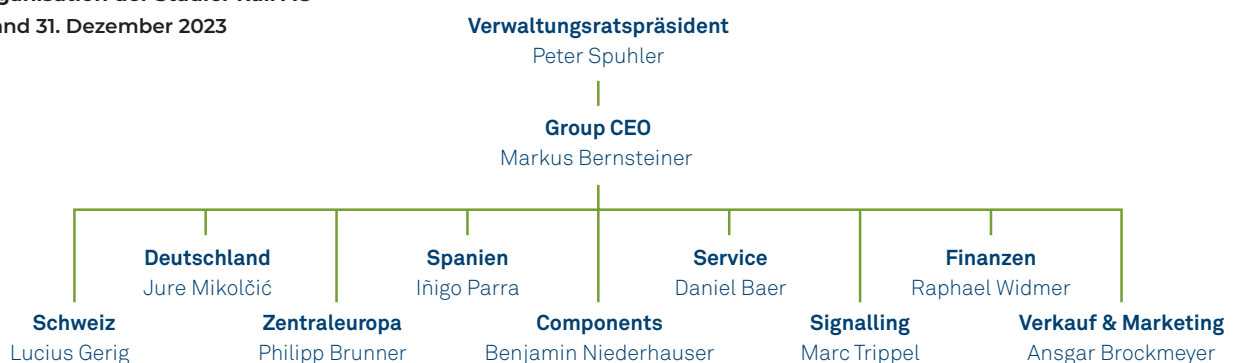 and 31. Dezember 2023
Verwaltungsratspräsident
Peter Spuhler
Group CEO
Markus Bernsteiner
Deutschland
Jure Mikolčić
Spanien
Iñigo Parra
Service
Daniel Baer
Finanzen
Raphael Widmer
Schweiz
Lucius Gerig
Zentraleuropa
Philipp Brunner
Components
Benjamin Niederhauser
Signalling
Marc Trippel
Verkauf & Marketing
Ansgar Brockmeyer